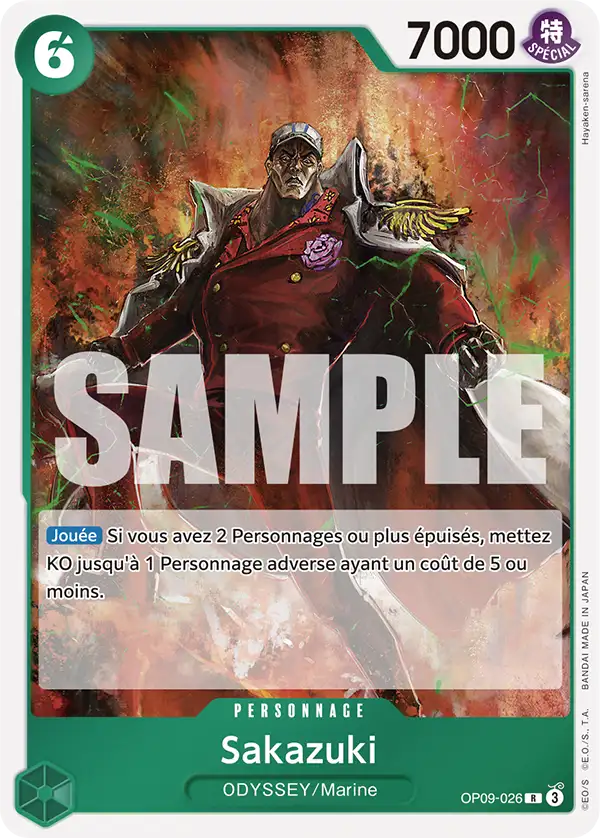 6
7000
特
SPÉCIAL
Hayaken-sarena
SAMPLE
Jouée Si vous avez 2 Personnages ou plus épuisés, mettez
KO jusqu'à 1 Personnage adverse ayant un coût de 5 ou
moins.
PERSONNAGE
Sakazuki
ODYSSEY/Marine
OP09-026 R 3
©EO/S ©E.O./S., T.A. BANDAI MADE IN JAPAN